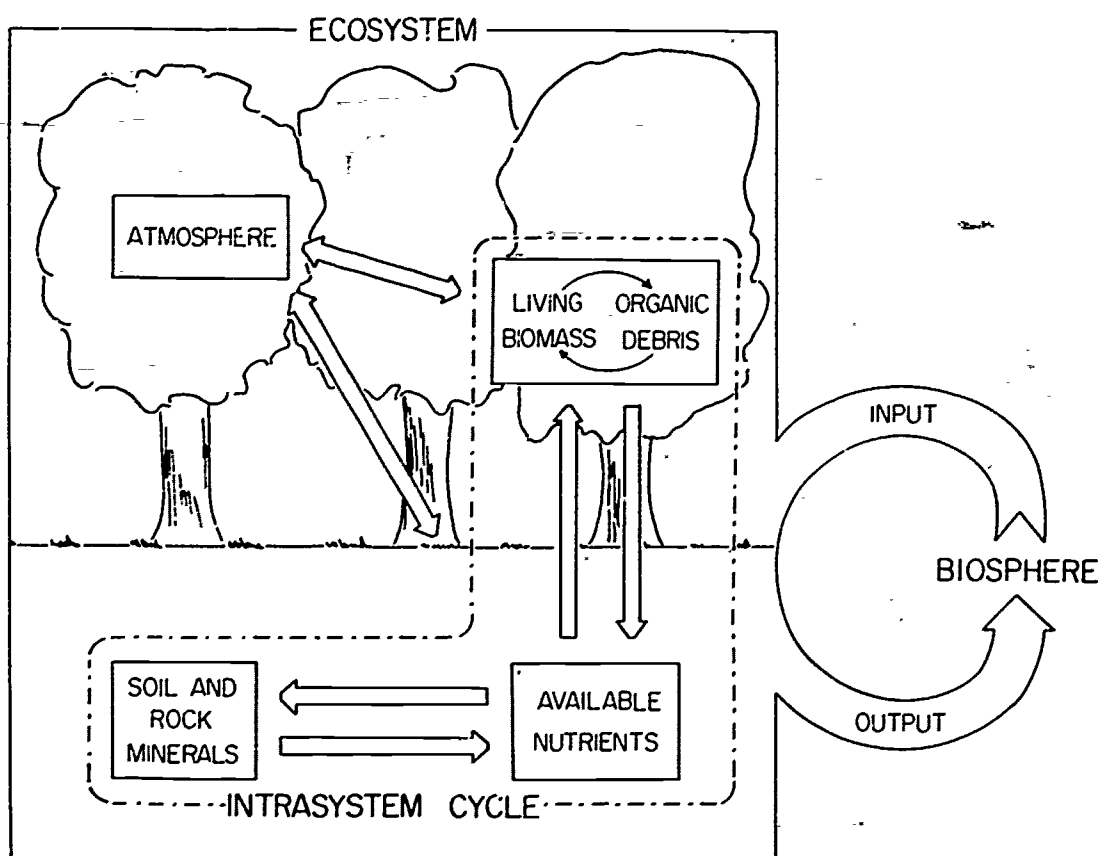 ECOSYSTEM
ATMOSPHERE
LIVING
BIOMASS
ORGANIC
DEBRIS
INPUT
BIOSPHERE
OUTPUT
SOIL AND
ROCK
MINERALS
AVAILABLE
NUTRIENTS
INTRASYSTEM CYCLE